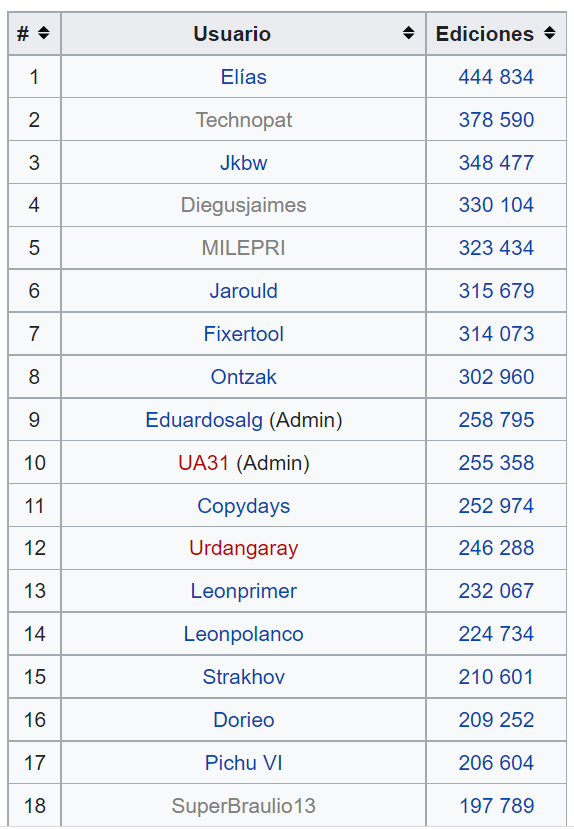 # Usuario Ediciones
1 Elías 444 834
2 Technopat 378 590
3 Jkbw 348 477
4 Diegusjaimes 330 104
5 MILEPRI 323 434
6 Jarould 315 679
7 Fixertool 314 073
8 Ontzak 302 960
9 Eduardosalg (Admin) 258 795
10 UA31 (Admin) 255 358
11 Copydays 252 974
12 Urdangaray 246 288
13 Leonprimer 232 067
14 Leonpolanco 224 734
15 Strakhov 210 601
16 Dorieo 209 252
17 Pichu VI 206 604
18 SuperBraulio13 197 789